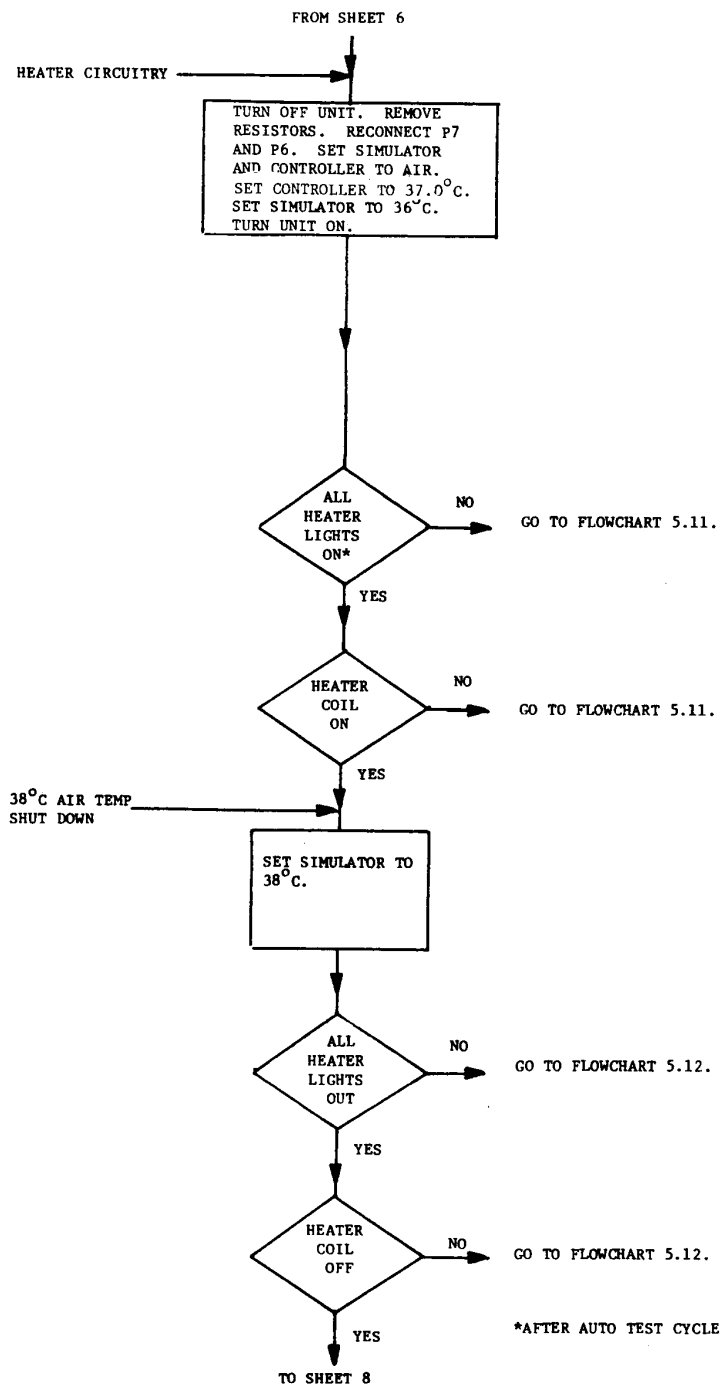 FROM SHEET 6
HEATER CIRCUITRY
TURN OFF UNIT. REMOVE
RESISTORS. RECONNECT P7
AND P6. SET SIMULATOR
AND CONTROLLER TO AIR.
SET CONTROLLER TO 37.0°C.
SET SIMULATOR TO 36°C.
TURN UNIT ON.
ALL
HEATER
LIGHTS
ON*
NO
GO TO FLOWCHART 5.11.
YES
HEATER
COIL
ON
NO
GO TO FLOWCHART 5.11.
YES
38°C AIR TEMP
SHUT DOWN
SET SIMULATOR TO
38°C.
ALL
HEATER
LIGHTS
OUT
NO
GO TO FLOWCHART 5.12.
YES
HEATER
COIL
OFF
NO
GO TO FLOWCHART 5.12.
YES
*AFTER AUTO TEST CYCLE
TO SHEET 8